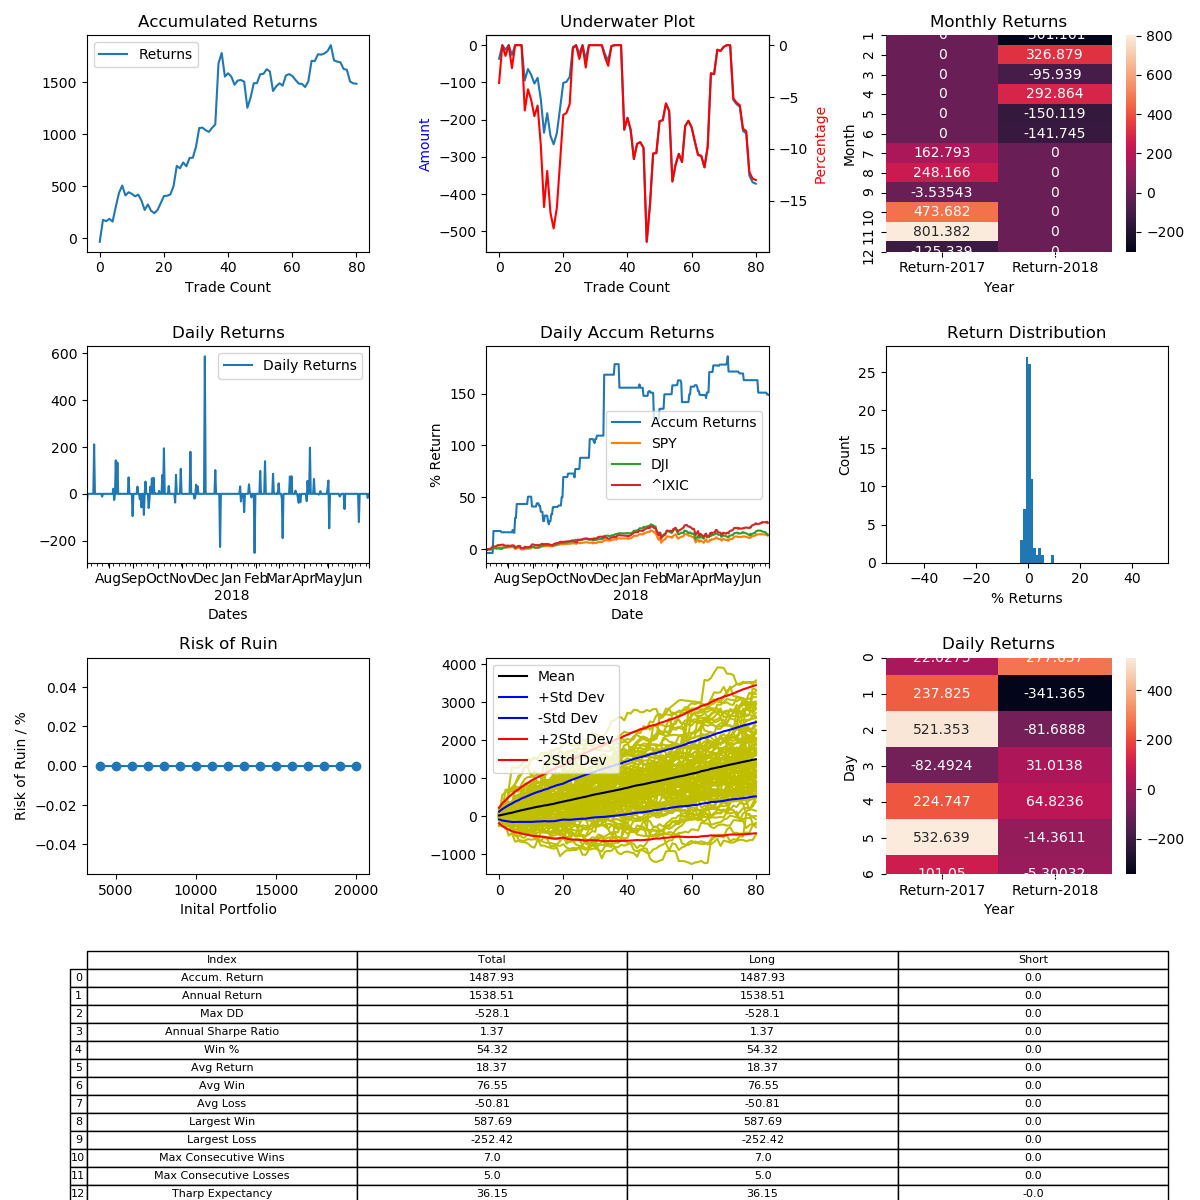 Accumulated Returns
Returns
1500
1000
500
0
0 20 40 60 80
Trade Count
Underwater Plot
Amount
0
−100
−200
−300
−400
−500
0
−5
−10
−15
Percentage
0 20 40 60 80
Trade Count
Monthly Returns
Month
1 0
2 0 326.879
3 0 -95.939
4 0 292.864
5 0 -150.119
6 0 -141.745
7 162.793 0
8 248.166 0
9 -3.53543 0
10 473.682 0
11 801.382 0
12 -125.339 0
Return-2017 Return-2018
Year
800
600
400
200
0
−200
Daily Returns
Daily Returns
600
400
200
0
−200
Aug Sep Oct Nov Dec Jan Feb Mar Apr May Jun
2018
Dates
Daily Accum Returns
% Return
150
100
50
0
Accum Returns
SPY
DJI
^IXIC
Aug Sep Oct Nov Dec Jan Feb Mar Apr May Jun
2018
Date
Return Distribution
Count
25
20
15
10
5
0
−40 −20 0 20 40
% Returns
Risk of Ruin
Risk of Ruin / %
0.04
0.02
0.00
−0.02
−0.04
5000 10000 15000 20000
Inital Portfolio
4000
3000
2000
1000
0
−1000
Mean
+Std Dev
-Std Dev
+2Std Dev
-2Std Dev
0 20 40 60 80
Daily Returns
Day
0
1 237.825 -341.365
2 521.353 -81.6888
3 -82.4924 31.0138
4 224.747 64.8236
5 532.639 -14.3611
6 101.05 -5.30032
Return-2017 Return-2018
Year
400
200
0
−200
Index Total Long Short
0 Accum. Return 1487.93 1487.93 0.0
1 Annual Return 1538.51 1538.51 0.0
2 Max DD -528.1 -528.1 0.0
3 Annual Sharpe Ratio 1.37 1.37 0.0
4 Win % 54.32 54.32 0.0
5 Avg Return 18.37 18.37 0.0
6 Avg Win 76.55 76.55 0.0
7 Avg Loss -50.81 -50.81 0.0
8 Largest Win 587.69 587.69 0.0
9 Largest Loss -252.42 -252.42 0.0
10 Max Consecutive Wins 7.0 7.0 0.0
11 Max Consecutive Losses 5.0 5.0 0.0
12 Tharp Expectancy 36.15 36.15 -0.0